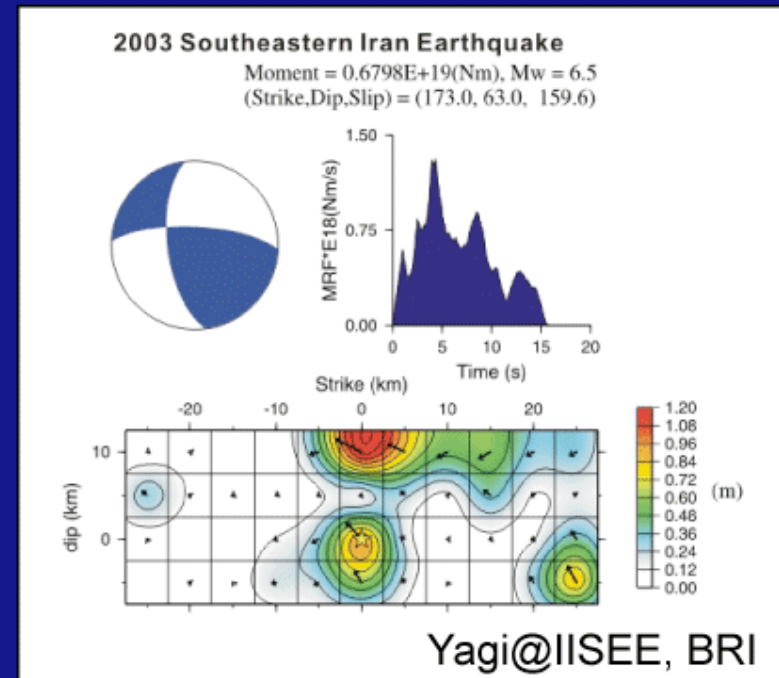 2003 Southeastern Iran Earthquake
Moment = 0.6798E+19(Nm), Mw = 6.5
(Strike,Dip,Slip) = (173.0, 63.0, 159.6)
MRF*E18(Nm/s)
1.50
0.75
0.00
0 5 10 15 20
Time (s)
Strike (km)
-20 -10 0 10 20
dip (km)
10
0
1.20
1.08
0.96
0.84
0.72
0.60
0.48
0.36
0.24
0.12
0.00
(m)
Yagi@IISEE, BRI